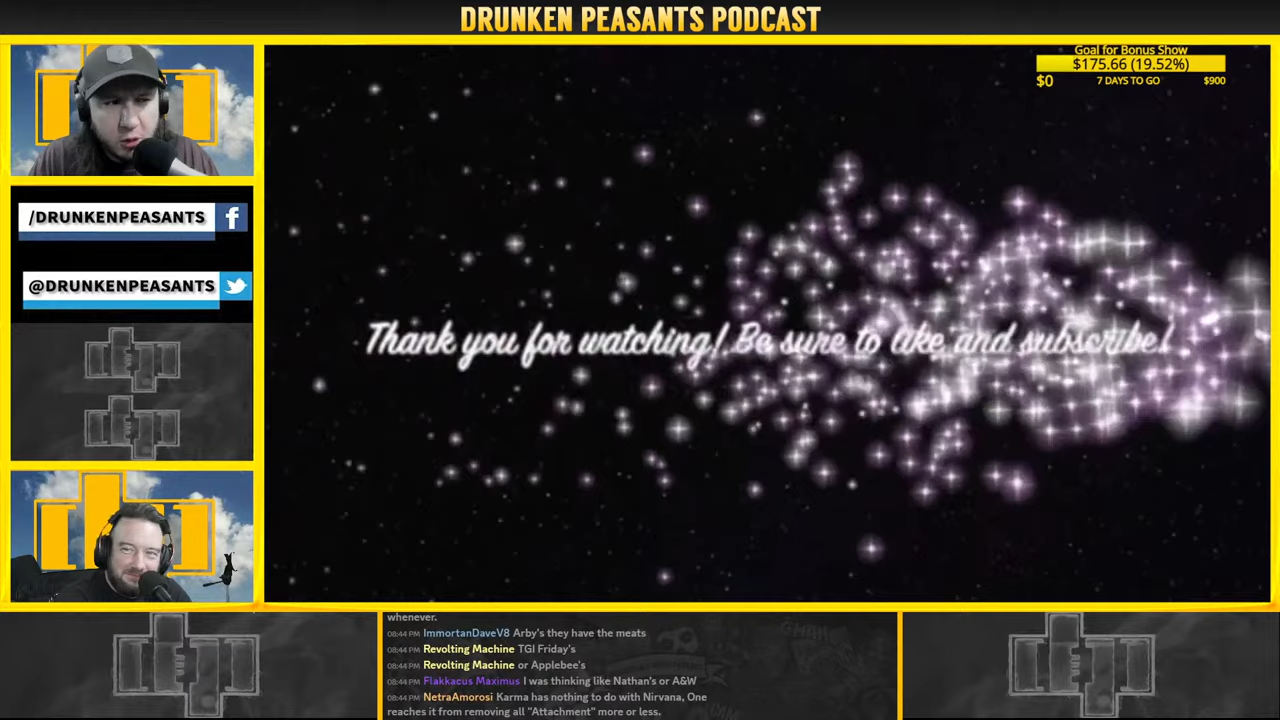 DRUNKEN PEASANTS PODCAST
Goal for Bonus Show
$175.66 (19.52%)
$0 7 DAYS TO GO $900
/DRUNKENPEASANTS f
@DRUNKENPEASANTS
Thank you for watching! Be sure to like and subscribe!
whenever.
08:44 PM ImmortanDaveV8 Arby's they have the meats
08:44 PM Revolting Machine TGI Friday's
08:44 PM Revolting Machine or Applebee's
08:44 PM Flakkacus Maximus I was thinking like Nathan's or A&W
08:44 PM NetraAmorosi Karma has nothing to do with Nirvana, One
reaches it from removing all "Attachment" more or less.